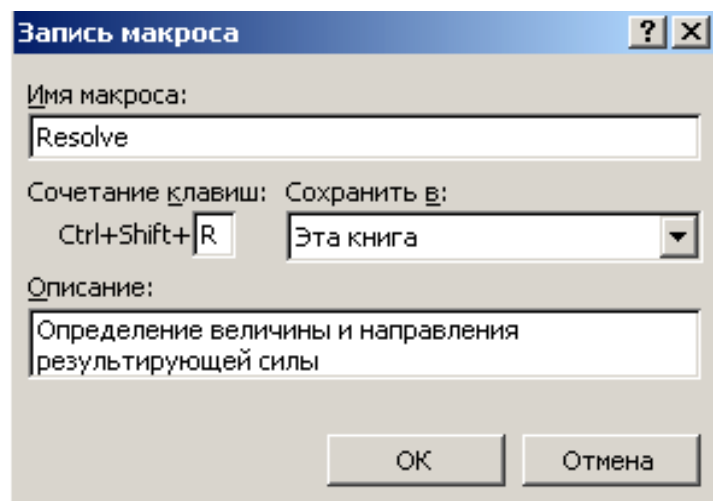 Запись макроса
Имя макроса:
Resolve
Сочетание клавиш: Сохранить в:
Ctrl+Shift+ R Эта книга
Описание:
Определение величины и направления
результирующей силы
ОК Отмена